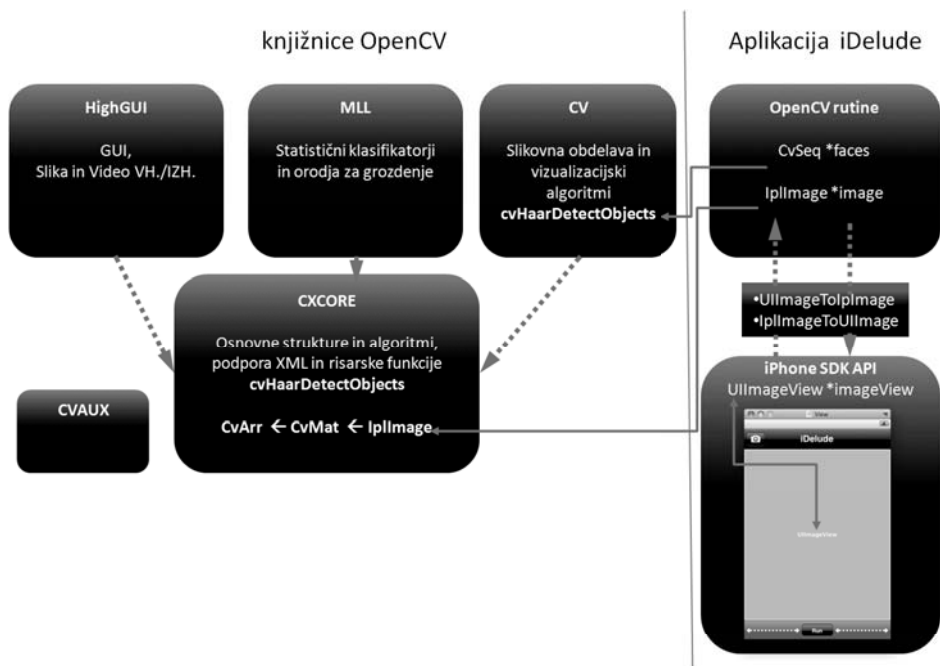 knjižnice OpenCV
Aplikacija iDelude
HighGUI
GUI,
Slika in Video VH./IZH.
MLL
Statistični klasifikatorji
in orodja za grozdenje
CV
Slikovna obdelava in
vizualizacijski
algoritmi
cvHaarDetectObjects
OpenCV rutine
CvSeq *faces
IplImage *image
CXCORE
Osnovne strukture in algoritmi,
podpora XML in risarske funkcije
cvHaarDetectObjects
CvArr ← CvMat ← IplImage
CVAUX
•UIImageToIpImage
•IplImageToUIImage
iPhone SDK API
UIImageView *imageView
View
iDelude
UIImageView
Run